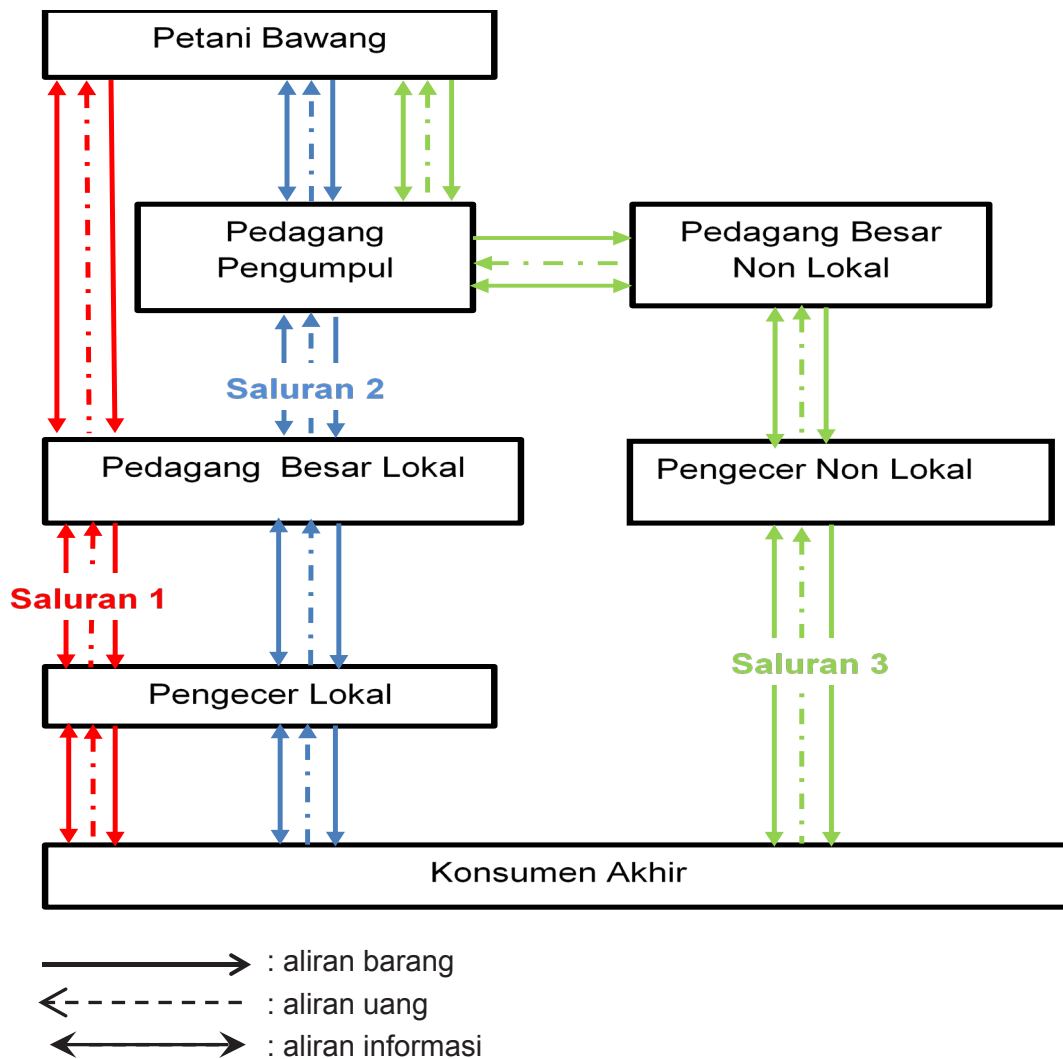 Petani Bawang
Pedagang
Pengumpul
Pedagang Besar
Non Lokal
Saluran 2
Pedagang Besar Lokal
Pengecer Non Lokal
Saluran 1
Saluran 3
Pengecer Lokal
Konsumen Akhir
: aliran barang
: aliran uang
: aliran informasi